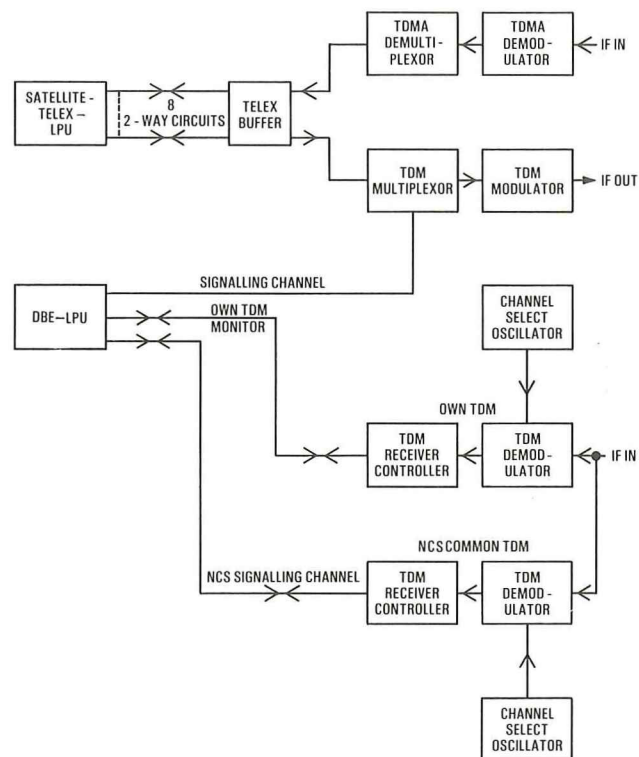 TDMA
DEMULTI-
PLEXOR
TDMA
DEMOD-
ULATOR
IF IN
SATELLITE-
TELEX-
LPU
8
2 - WAY CIRCUITS
TELEX
BUFFER
TDM
MULTIPLEXOR
TDM
MODULATOR
IF OUT
SIGNALLING CHANNEL
DBE-LPU
OWN TDM
MONITOR
CHANNEL
SELECT
OSCILLATOR
OWN TDM
TDM
RECEIVER
CONTROLLER
TDM
DEMOD-
ULATOR
IF IN
NCS COMMON TDM
NCS SIGNALLING CHANNEL
TDM
RECEIVER
CONTROLLER
TDM
DEMOD-
ULATOR
CHANNEL
SELECT
OSCILLATOR